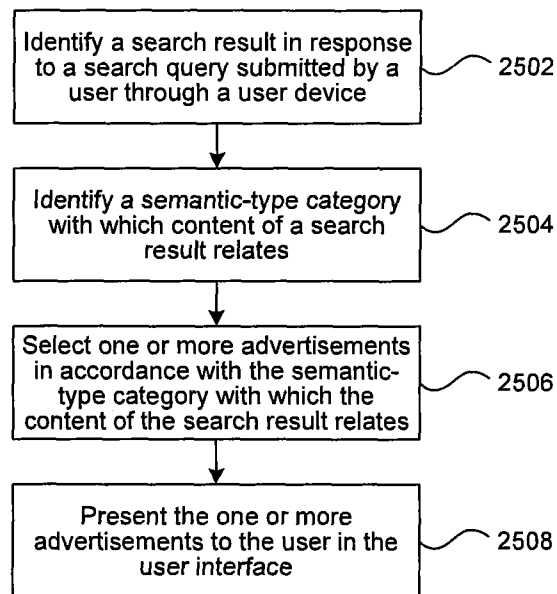 Identify a search result in response
to a search query submitted by a
user through a user device
2502
Identify a semantic-type category
with which content of a search
result relates
2504
Select one or more advertisements
in accordance with the semantic-
type category with which the
content of the search result relates
2506
Present the one or more
advertisements to the user in the
user interface
2508